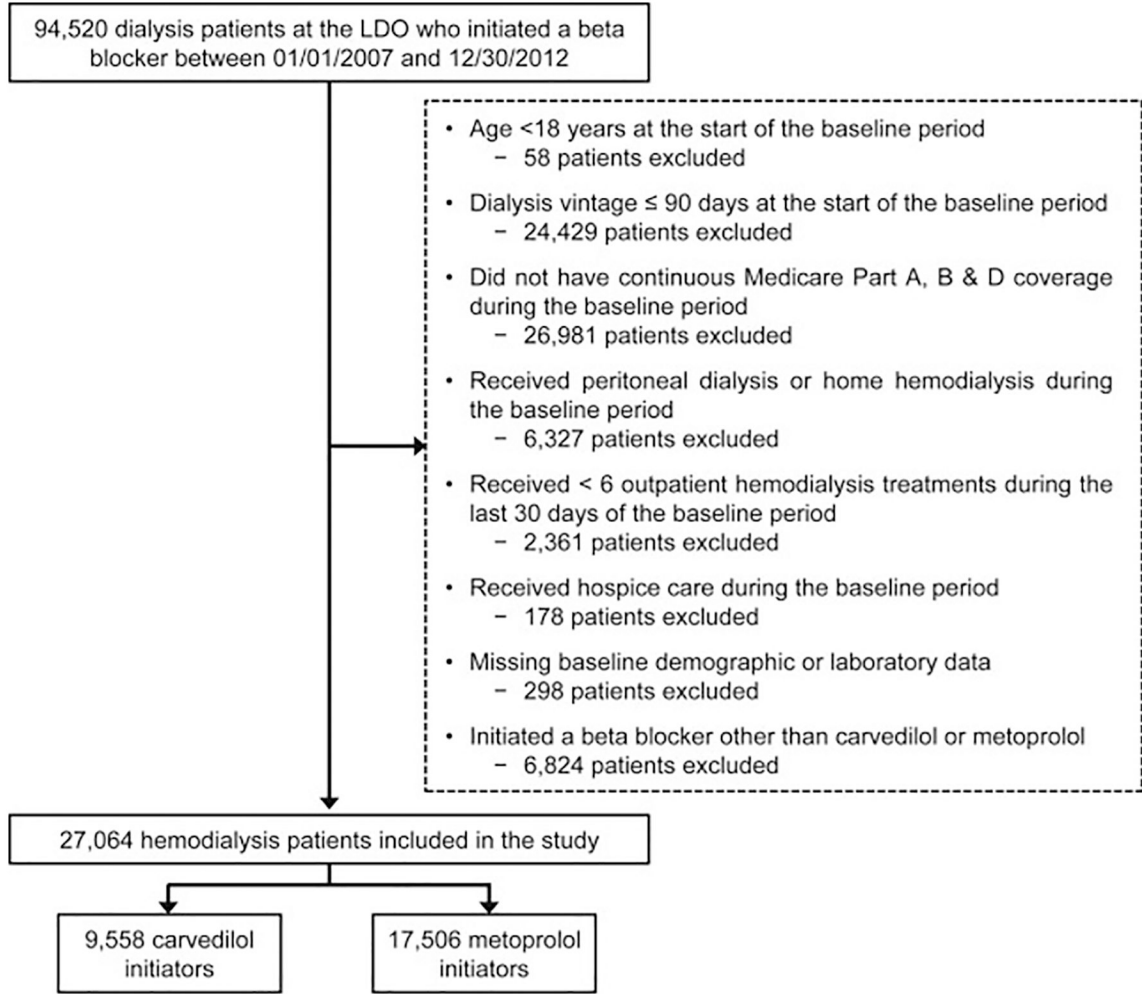 94,520 dialysis patients at the LDO who initiated a beta
blocker between 01/01/2007 and 12/30/2012
• Age <18 years at the start of the baseline period
− 58 patients excluded
• Dialysis vintage ≤ 90 days at the start of the baseline period
− 24,429 patients excluded
• Did not have continuous Medicare Part A, B & D coverage
during the baseline period
− 26,981 patients excluded
• Received peritoneal dialysis or home hemodialysis during
the baseline period
− 6,327 patients excluded
• Received < 6 outpatient hemodialysis treatments during the
last 30 days of the baseline period
− 2,361 patients excluded
• Received hospice care during the baseline period
− 178 patients excluded
• Missing baseline demographic or laboratory data
− 298 patients excluded
• Initiated a beta blocker other than carvedilol or metoprolol
− 6,824 patients excluded
27,064 hemodialysis patients included in the study
9,558 carvedilol
initiators
17,506 metoprolol
initiators